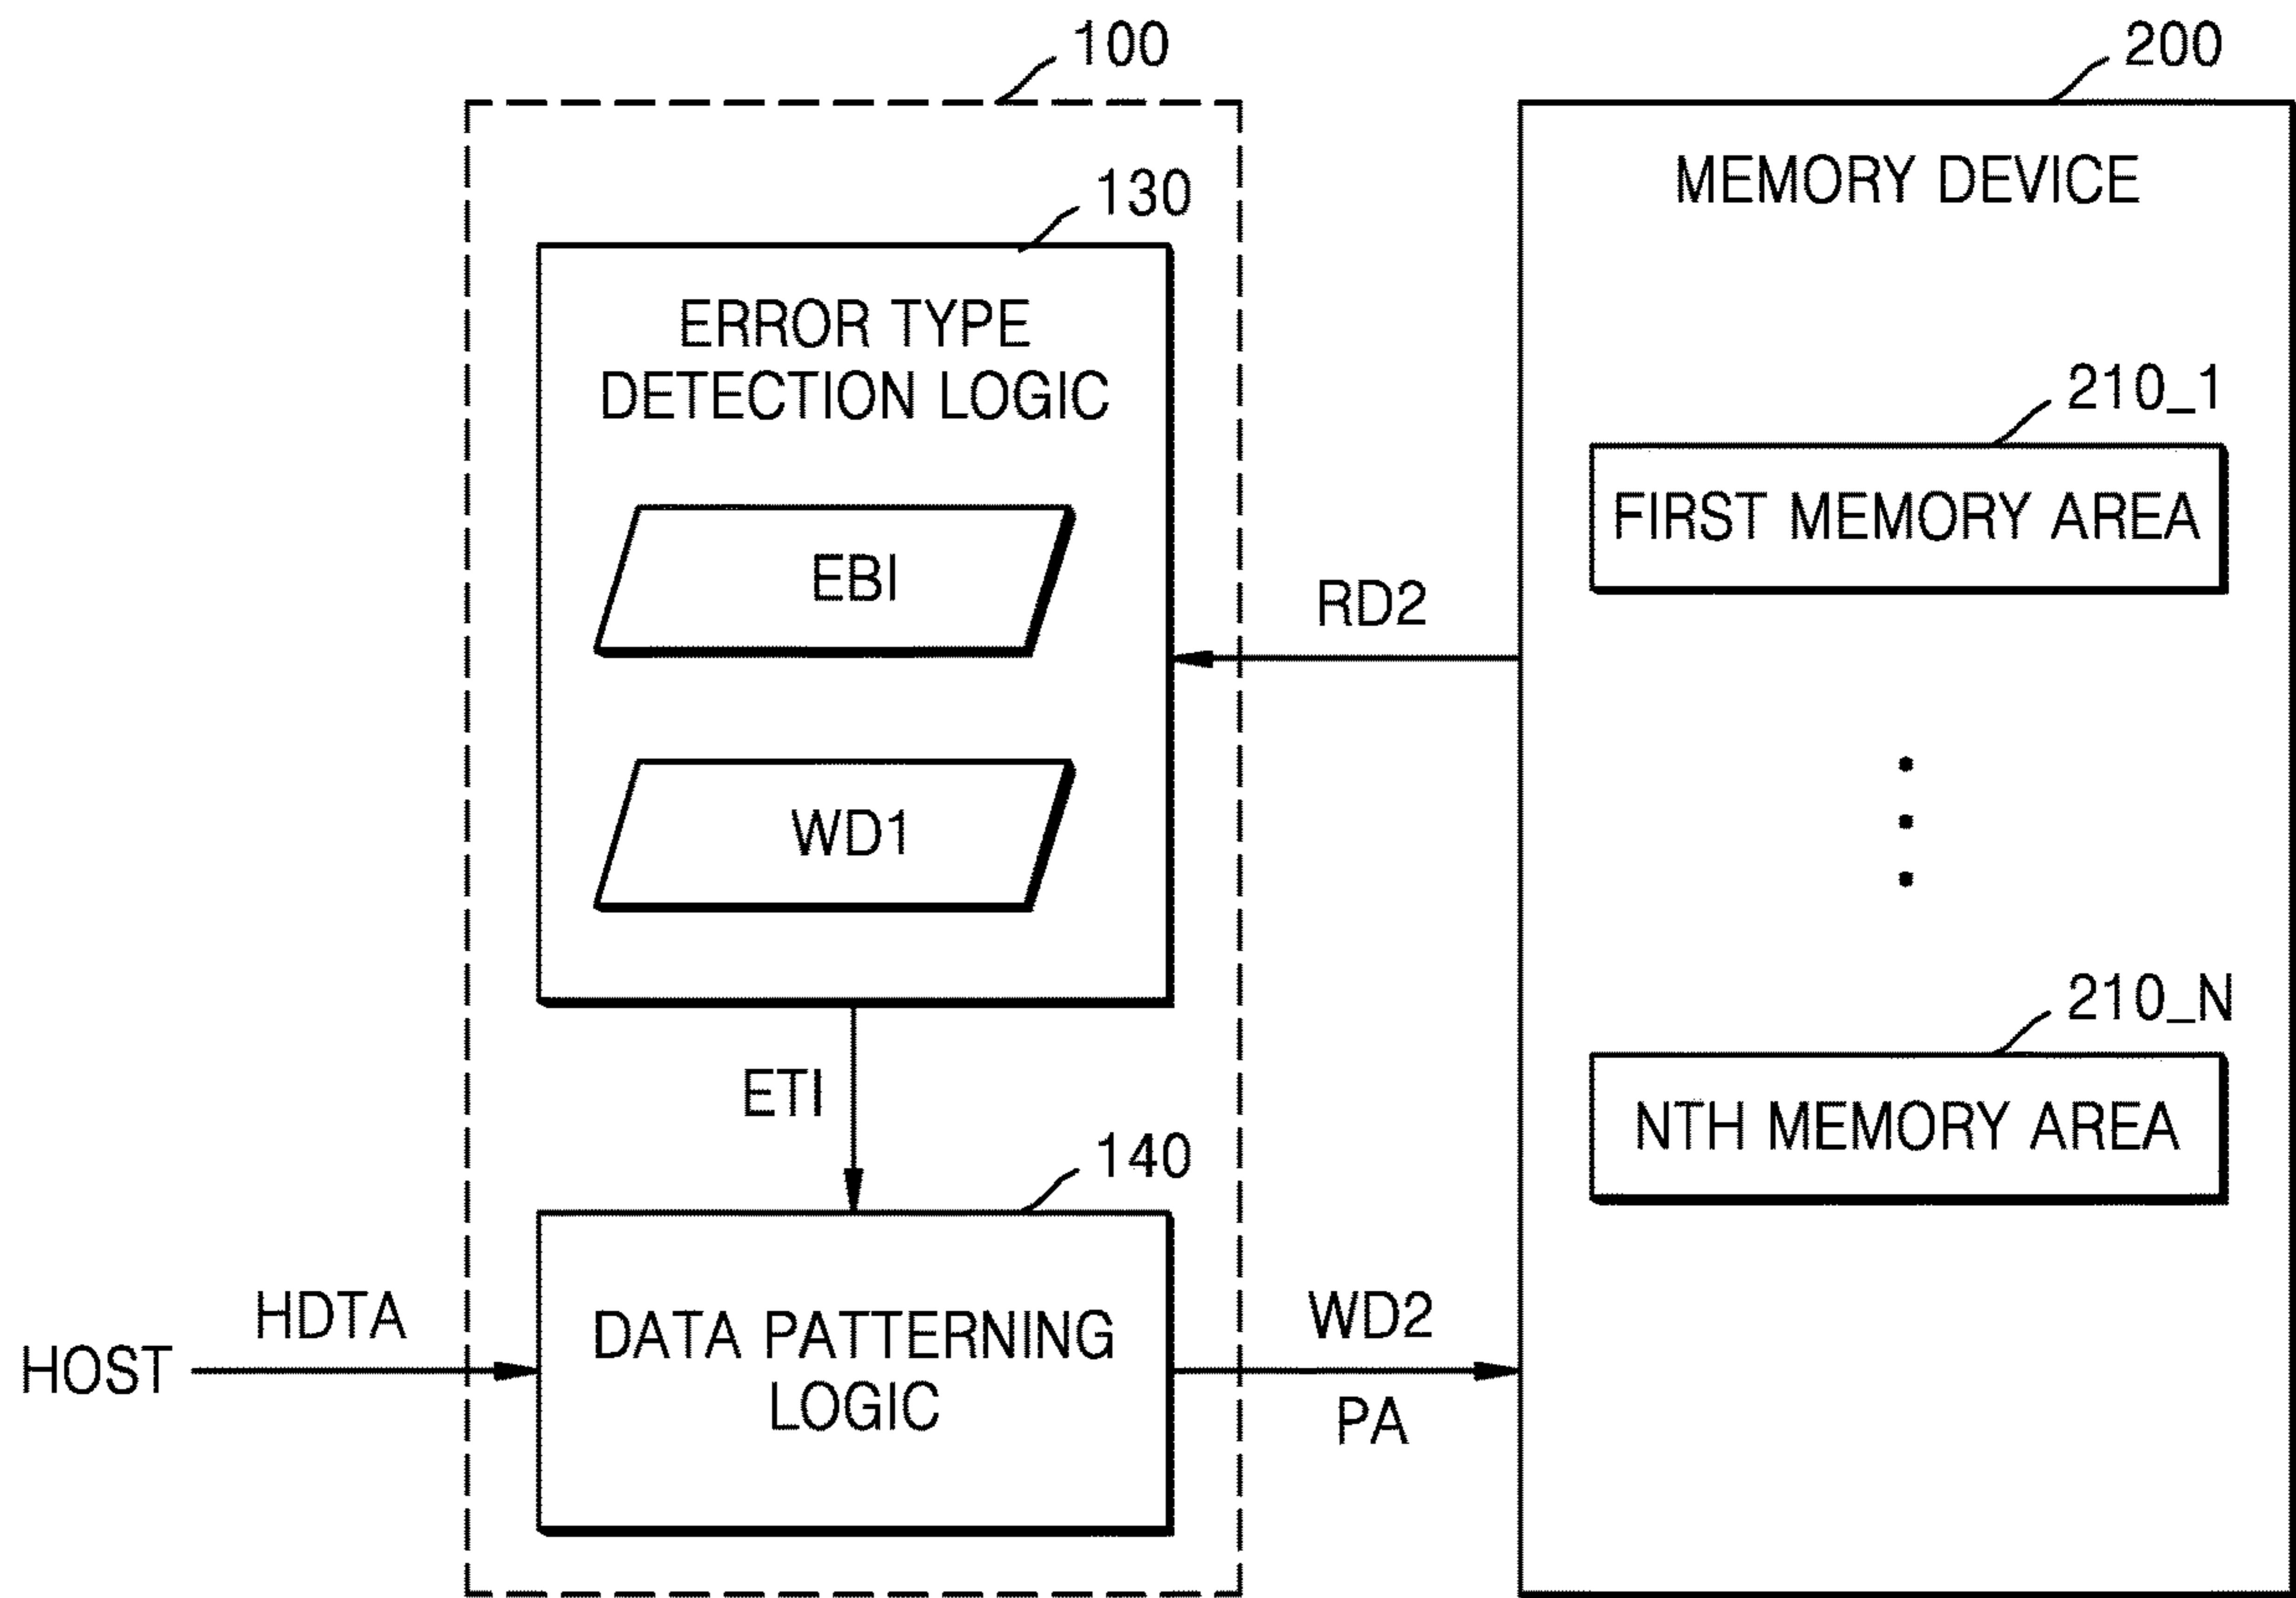 100
200
130
MEMORY DEVICE
ERROR TYPE
DETECTION LOGIC
210_1
FIRST MEMORY AREA
EBI
RD2
WD1
210_N
ETI
NTH MEMORY AREA
140
HDTA
HOST
DATA PATTERNING
LOGIC
WD2
PA